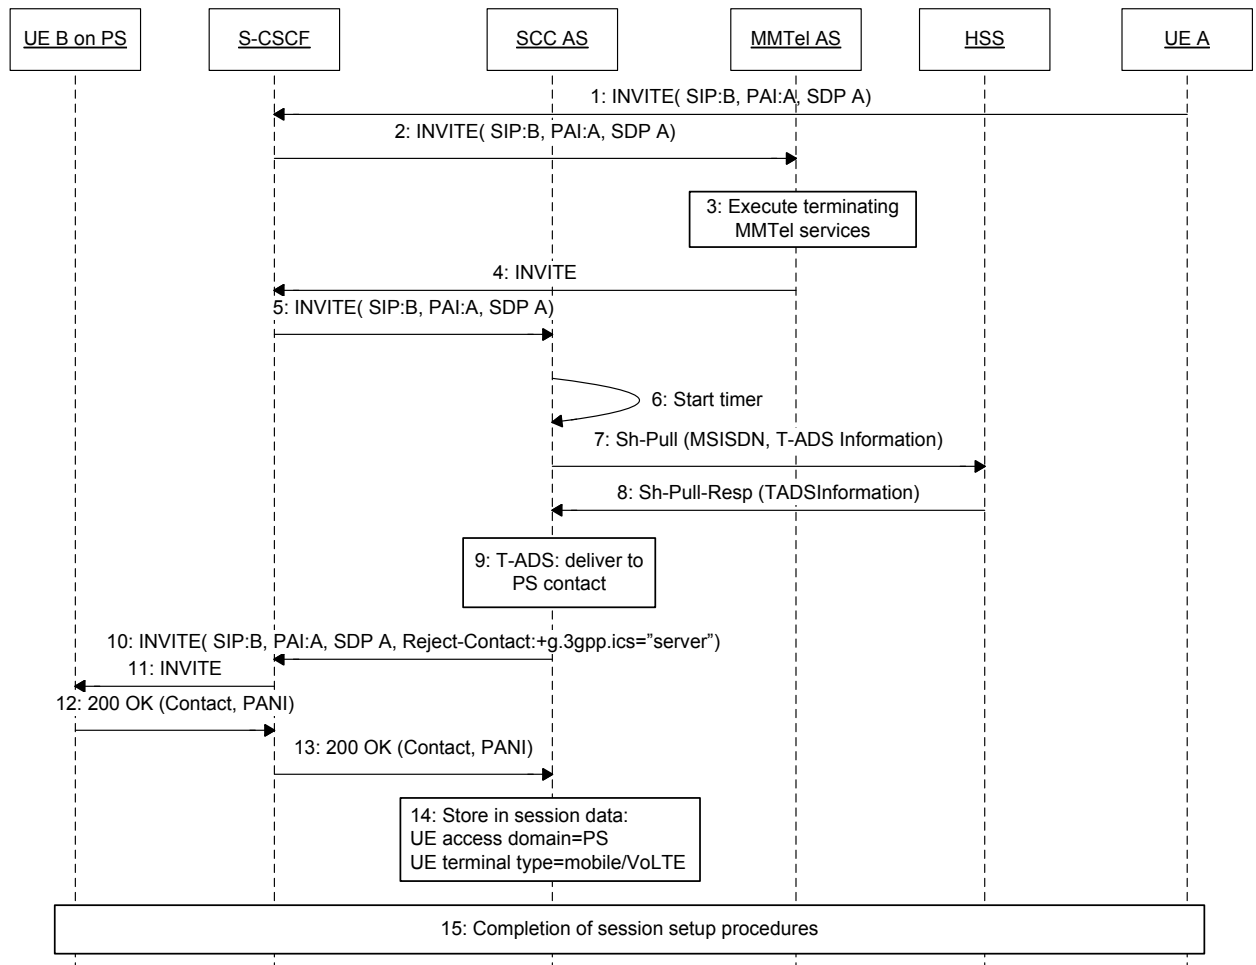 UE B on PS
S-CSCF
SCC AS
MMTel AS
HSS
UE A
1: INVITE( SIP:B, PAI:A, SDP A)
2: INVITE( SIP:B, PAI:A, SDP A)
3: Execute terminating
MMTel services
4: INVITE
5: INVITE( SIP:B, PAI:A, SDP A)
6: Start timer
7: Sh-Pull (MSISDN, T-ADS Information)
8: Sh-Pull-Resp (TADSInformation)
9: T-ADS: deliver to
PS contact
10: INVITE( SIP:B, PAI:A, SDP A, Reject-Contact:+g.3gpp.ics=”server”)
11: INVITE
12: 200 OK (Contact, PANI)
13: 200 OK (Contact, PANI)
14: Store in session data:
UE access domain=PS
UE terminal type=mobile/VoLTE
15: Completion of session setup procedures